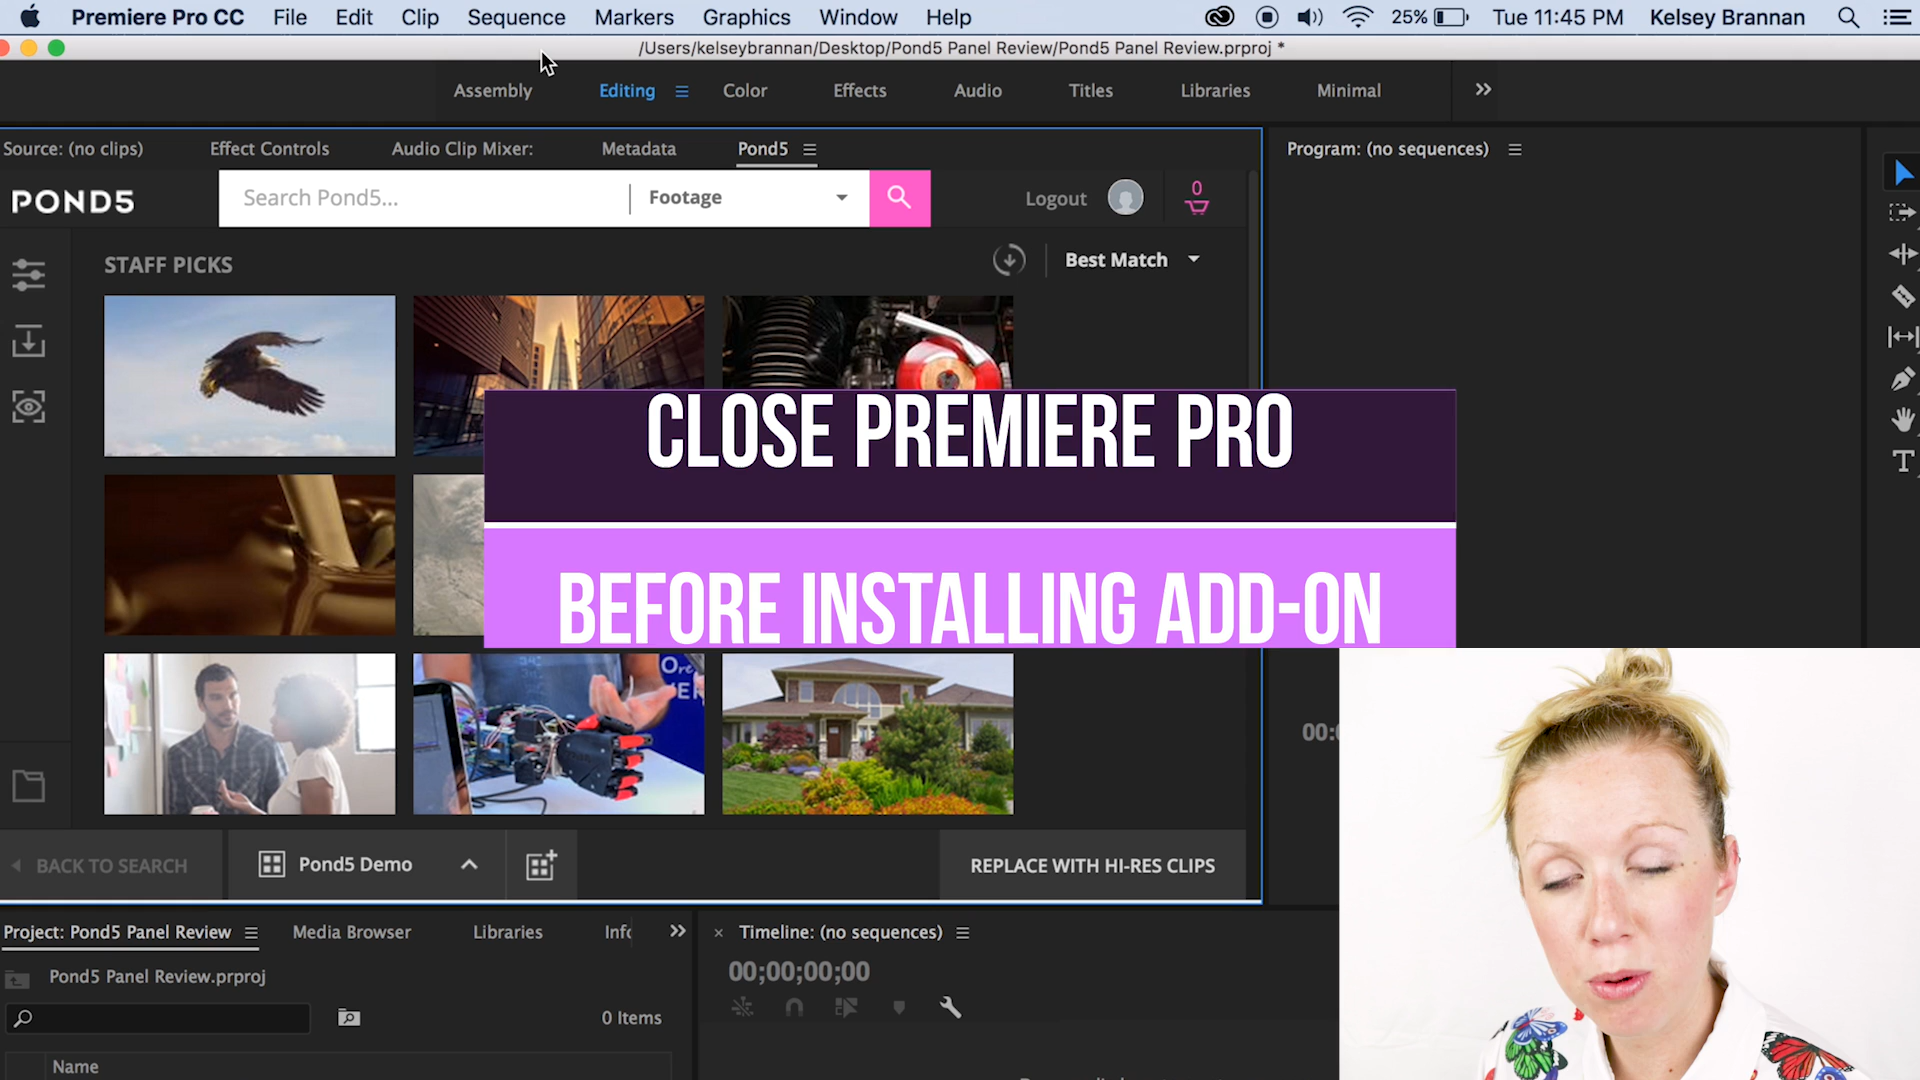 Premiere Pro CC File Edit Clip Sequence Markers Graphics Window Help 25% Tue 11:45 PM Kelsey Brannan
/Users/kelseybrannan/Desktop/Pond5 Panel Review/Pond5 Panel Review.prproj *
Assembly Editing Color Effects Audio Titles Libraries Minimal
Source: (no clips) Effect Controls Audio Clip Mixer: Metadata Pond5 Program: (no sequences)
POND5 Search Pond5... Footage Logout 0
STAFF PICKS Best Match
CLOSE PREMIERE PRO
BEFORE INSTALLING ADD-ON
BACK TO SEARCH Pond5 Demo REPLACE WITH HI-RES CLIPS
Project: Pond5 Panel Review Media Browser Libraries Timeline: (no sequences)
Pond5 Panel Review.prproj 00;00;00;00
0 Items
Name